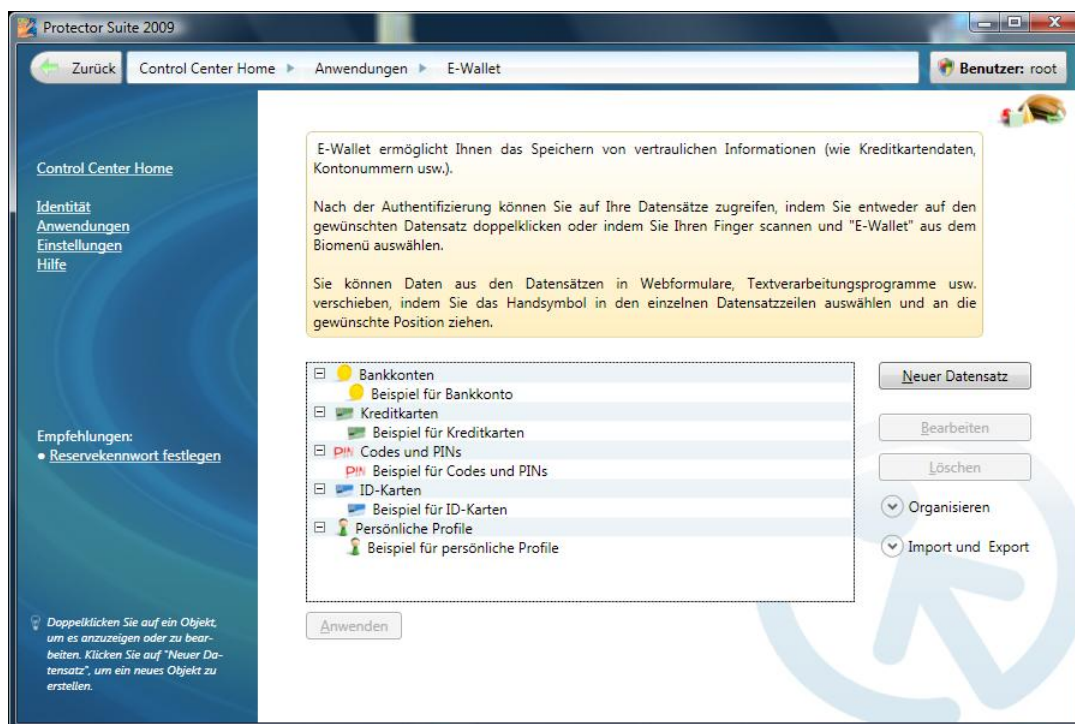 Protector Suite 2009
Zurück
Control Center Home
Anwendungen
E-Wallet
Benutzer: root
Control Center Home
Identität
Anwendungen
Einstellungen
Hilfe
Empfehlungen:
Reservekennwort festlegen
Doppelklicken Sie auf ein Objekt,
um es anzuzeigen oder zu bear-
beiten. Klicken Sie auf "Neuer Da-
tensatz", um ein neues Objekt zu
erstellen.
E-Wallet ermöglicht Ihnen das Speichern von vertraulichen Informationen (wie Kreditkartendaten,
Kontonummern usw.).
Nach der Authentifizierung können Sie auf Ihre Datensätze zugreifen, indem Sie entweder auf den
gewünschten Datensatz doppelklicken oder indem Sie Ihren Finger scannen und "E-Wallet" aus dem
Biomenü auswählen.
Sie können Daten aus den Datensätzen in Webformulare, Textverarbeitungsprogramme usw.
verschieben, indem Sie das Handsymbol in den einzelnen Datensatzzeilen auswählen und an die
gewünschte Position ziehen.
Bankkonten
Beispiel für Bankkonto
Kreditkarten
Beispiel für Kreditkarten
PIN Codes und PINs
PIN Beispiel für Codes und PINs
ID-Karten
Beispiel für ID-Karten
Persönliche Profile
Beispiel für persönliche Profile
Neuer Datensatz
Bearbeiten
Löschen
Organisieren
Import und Export
Anwenden